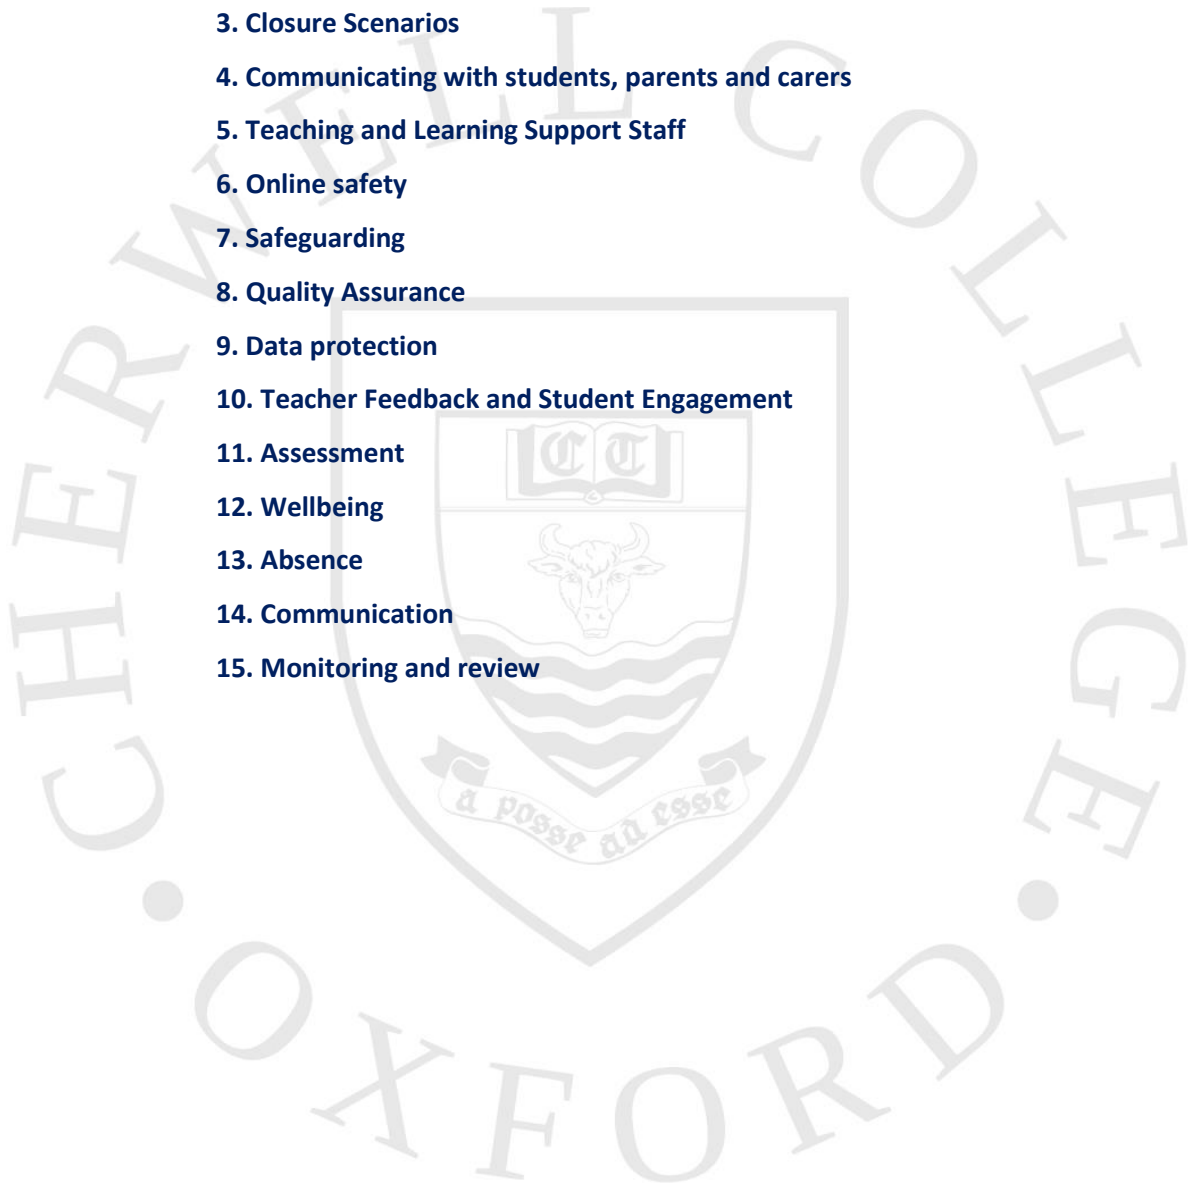 3. Closure Scenarios
4. Communicating with students, parents and carers
5. Teaching and Learning Support Staff
6. Online safety
7. Safeguarding
8. Quality Assurance
9. Data protection
10. Teacher Feedback and Student Engagement
11. Assessment
12. Wellbeing
13. Absence
14. Communication
15. Monitoring and review
CHERWELL COLLEGE
• OXFORD •
C T
a posse ad esse